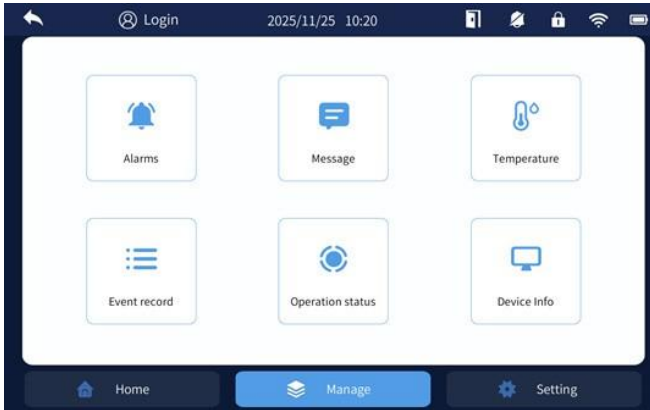 Login 2025/11/25 10:20
Alarms Message Temperature
Event record Operation status Device Info
Home Manage Setting